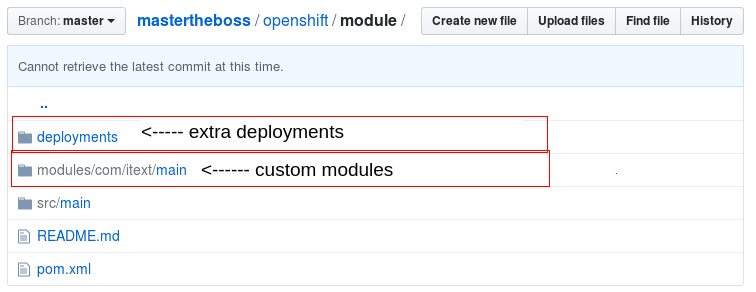 Branch: master mastertheboss / openshift / module / Create new file Upload files Find file History
Cannot retrieve the latest commit at this time.
..
deployments <----- extra deployments
modules/com/itext/main <------ custom modules
src/main
README.md
pom.xml